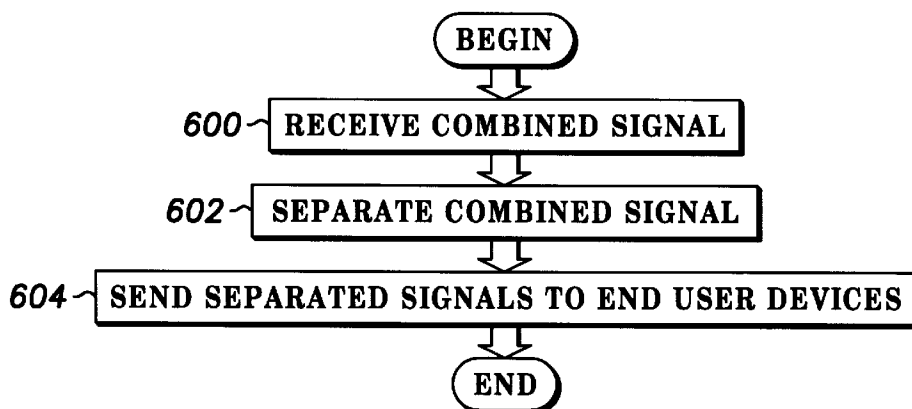 BEGIN
600 RECEIVE COMBINED SIGNAL
602 SEPARATE COMBINED SIGNAL
604 SEND SEPARATED SIGNALS TO END USER DEVICES
END